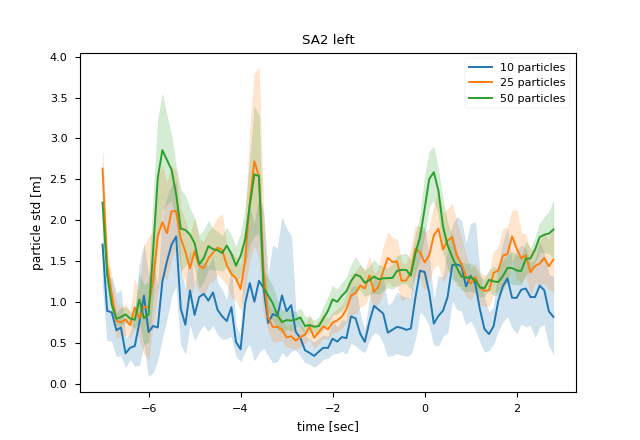 SA2 left
4.0
3.5
3.0
2.5
2.0
1.5
1.0
0.5
0.0
particle std [m]
10 particles
25 particles
50 particles
−6
−4
−2
0
2
time [sec]